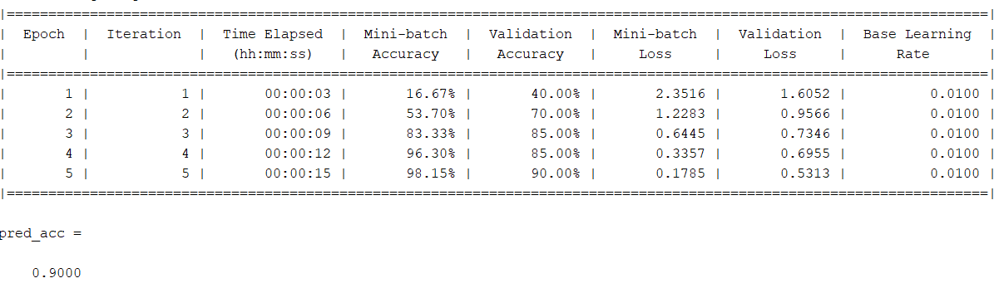 |======================================================================================================================|
| Epoch | Iteration | Time Elapsed | Mini-batch | Validation | Mini-batch | Validation | Base Learning |
| | | (hh:mm:ss) | Accuracy | Accuracy | Loss | Loss | Rate |
|======================================================================================================================|
| 1 | 1 | 00:00:03 | 16.67% | 40.00% | 2.3516 | 1.6052 | 0.0100 |
| 2 | 2 | 00:00:06 | 53.70% | 70.00% | 1.2283 | 0.9566 | 0.0100 |
| 3 | 3 | 00:00:09 | 83.33% | 85.00% | 0.6445 | 0.7346 | 0.0100 |
| 4 | 4 | 00:00:12 | 96.30% | 85.00% | 0.3357 | 0.6955 | 0.0100 |
| 5 | 5 | 00:00:15 | 98.15% | 90.00% | 0.1785 | 0.5313 | 0.0100 |
|======================================================================================================================|
pred_acc =
0.9000